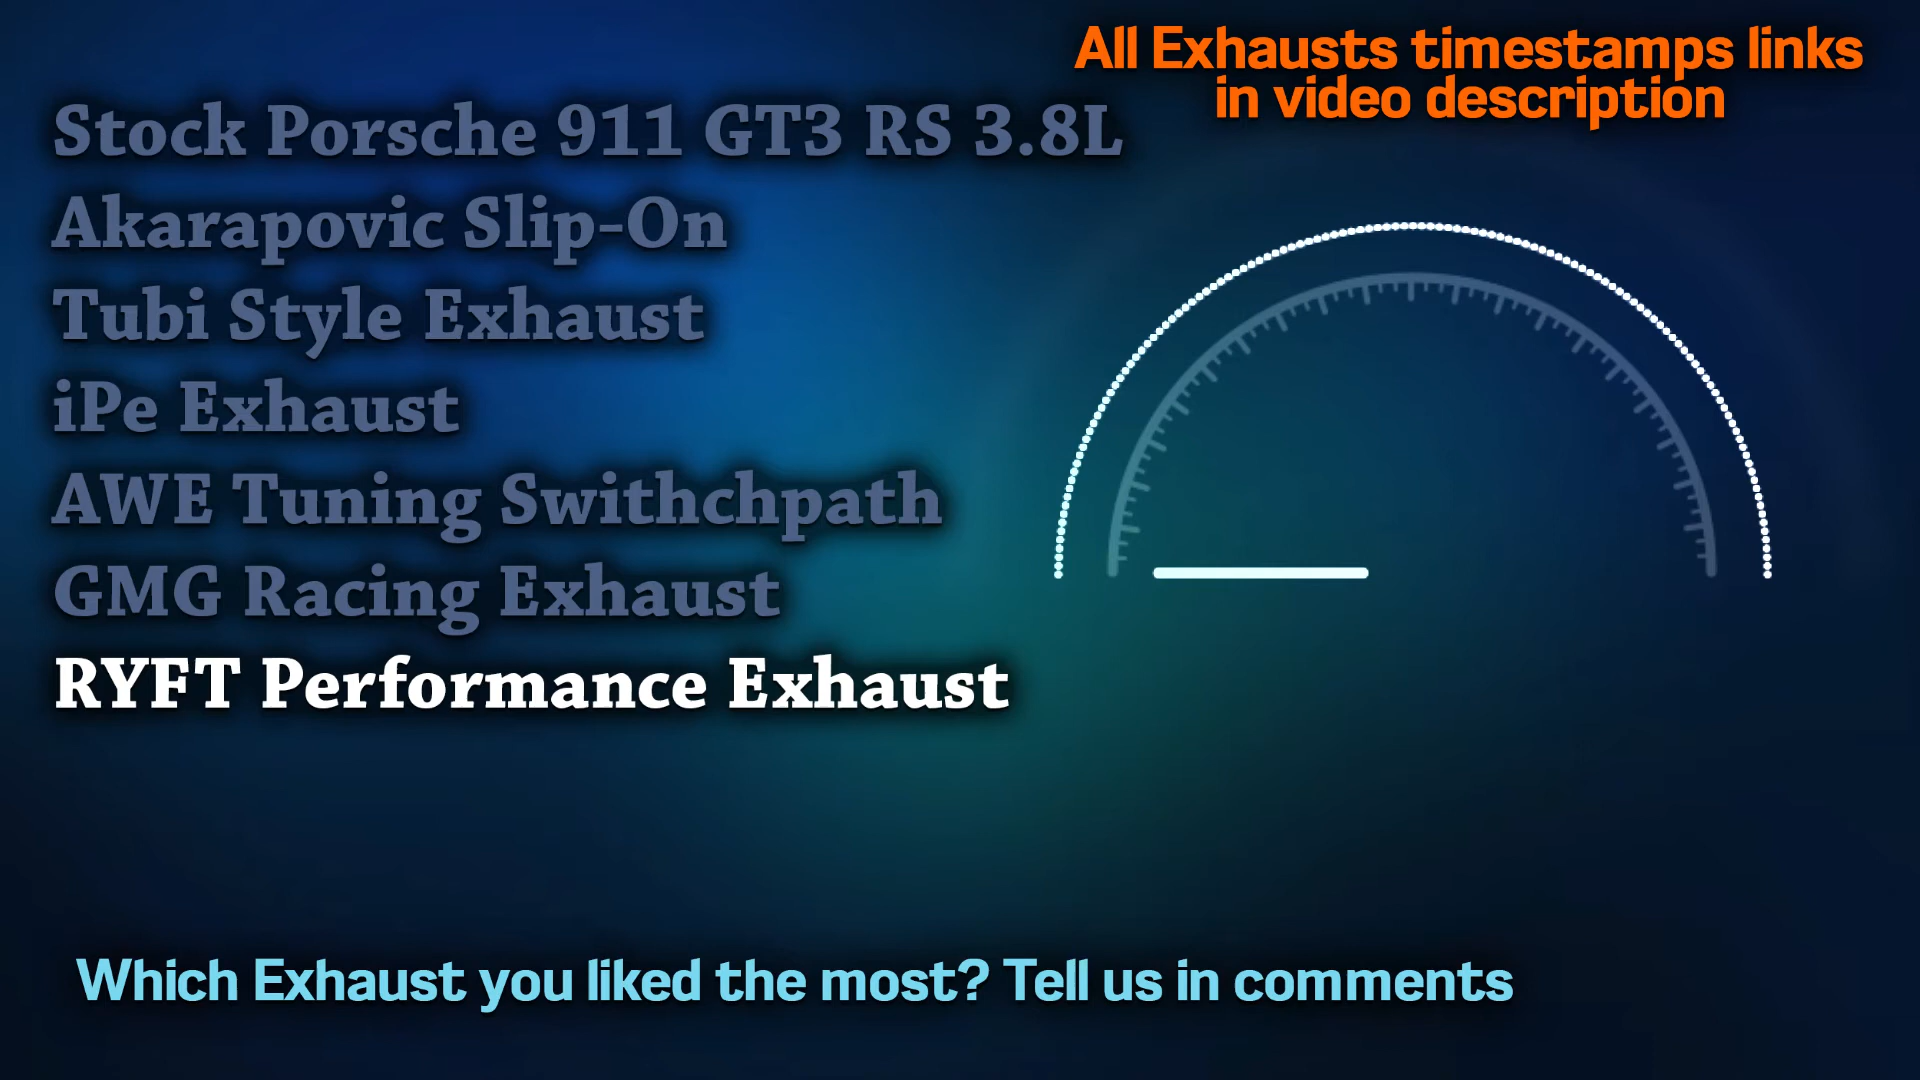 All Exhausts timestamps links
in video description
Stock Porsche 911 GT3 RS 3.8L
Akarapovic Slip-On
Tubi Style Exhaust
iPe Exhaust
AWE Tuning Swithchpath
GMG Racing Exhaust
RYFT Performance Exhaust
Which Exhaust you liked the most? Tell us in comments